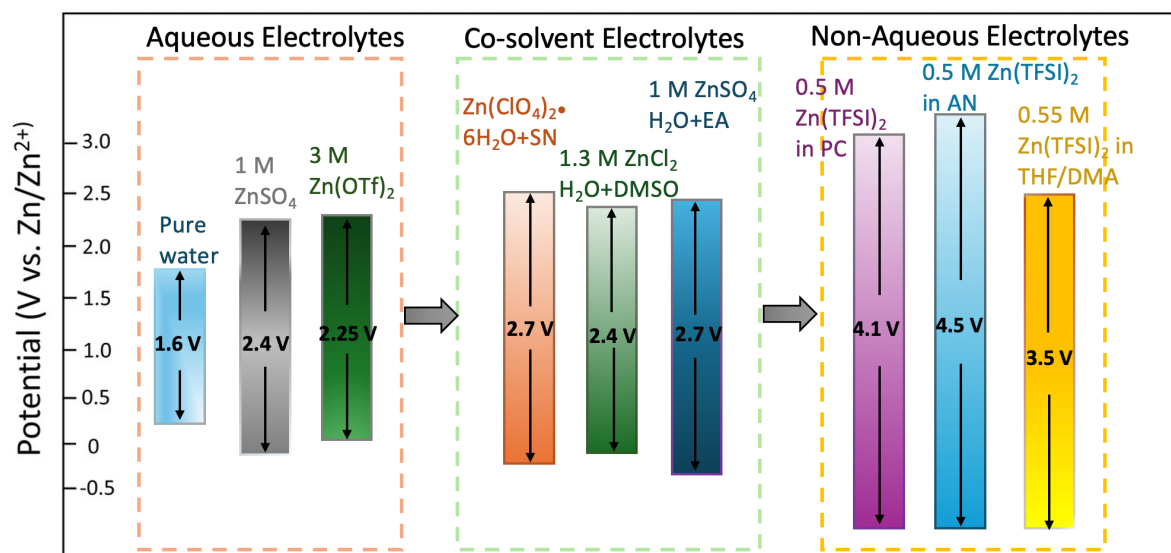 Aqueous Electrolytes
Co-solvent Electrolytes
Non-Aqueous Electrolytes
Potential (V vs. Zn/Zn²⁺)
3.0
2.5
2.0
1.5
1.0
0.5
0
-0.5
Pure
water
1.6 V
1 M
ZnSO₄
2.4 V
3 M
Zn(OTf)₂
2.25 V
Zn(ClO₄)₂•
6H₂O+SN
2.7 V
1.3 M ZnCl₂
H₂O+DMSO
2.4 V
1 M ZnSO₄
H₂O+EA
2.7 V
0.5 M
Zn(TFSI)₂
in PC
4.1 V
0.5 M Zn(TFSI)₂
in AN
4.5 V
0.55 M
Zn(TFSI)₂ in
THF/DMA
3.5 V